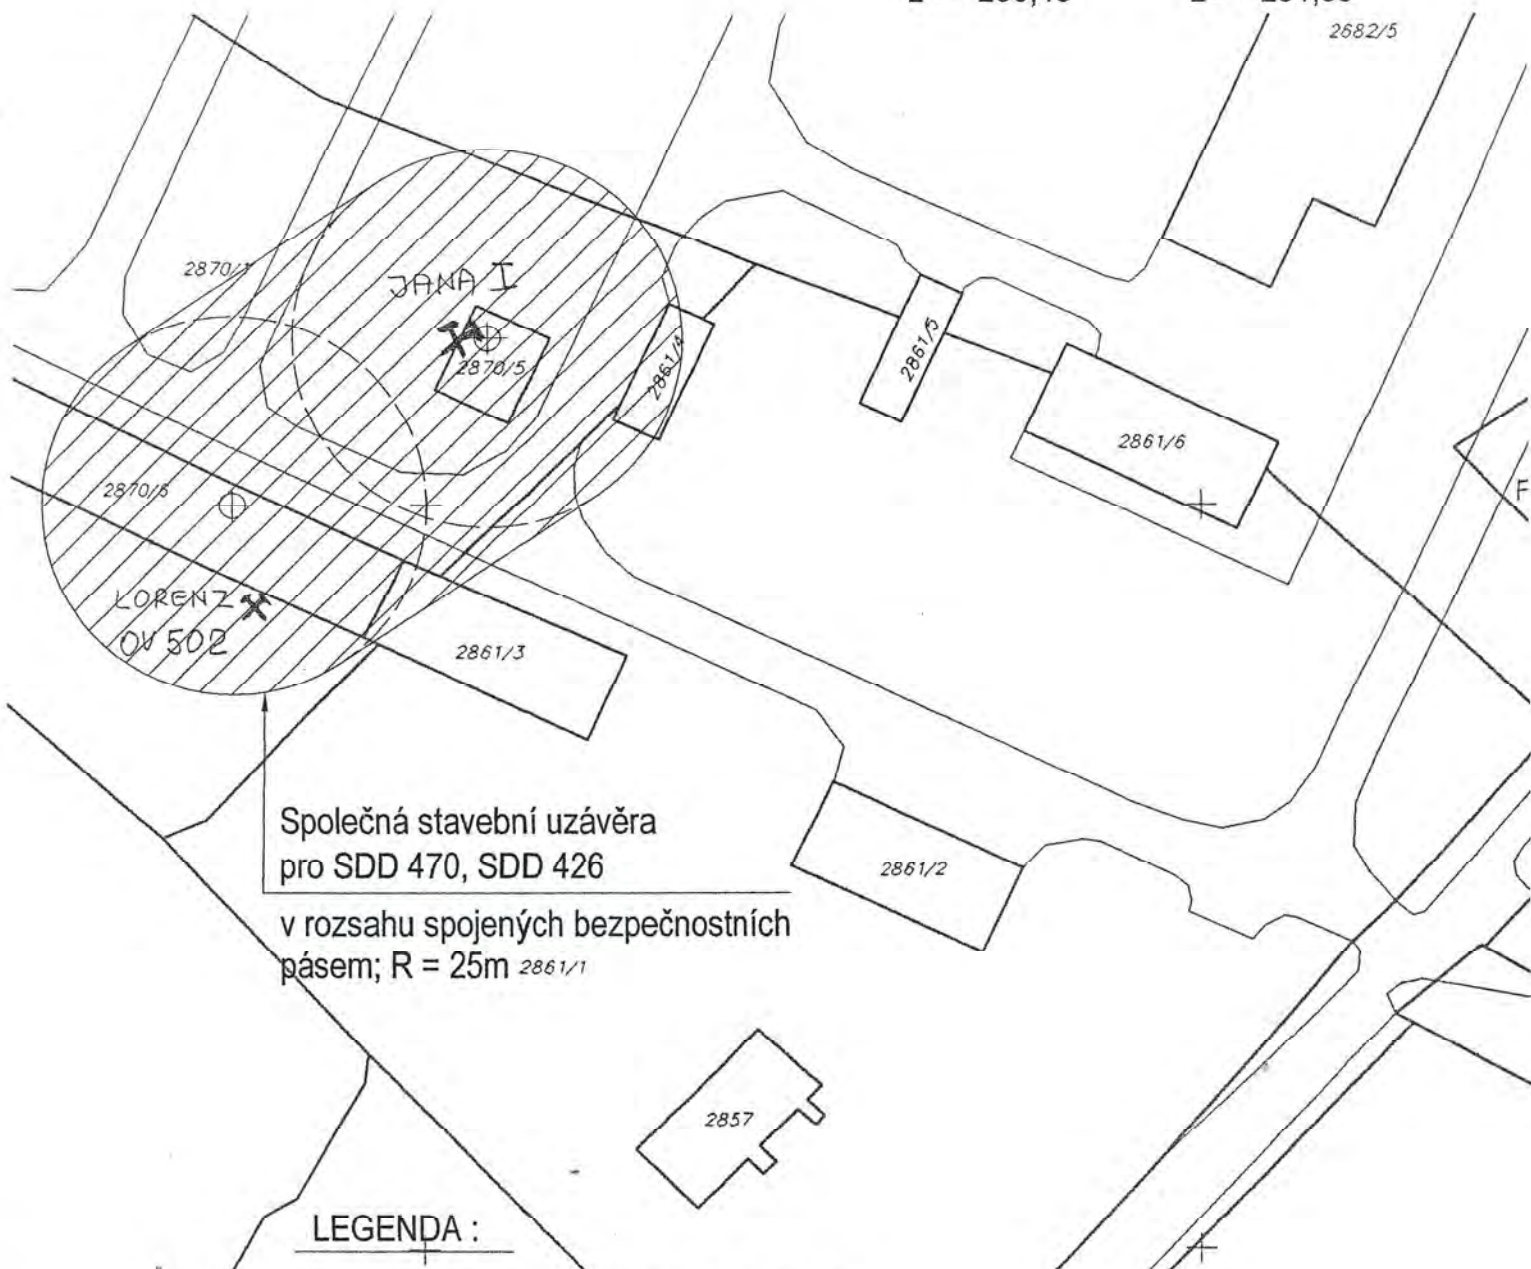 2682/5
2870/1
JANA I
2870/5
2861/4
2861/5
2861/6
2870/6
F
LORENZ
OV 502
2861/3
Společná stavební uzávěra
pro SDD 470, SDD 426
2861/2
v rozsahu spojených bezpečnostních
pásem; R = 25m
2861/1
2857
LEGENDA :